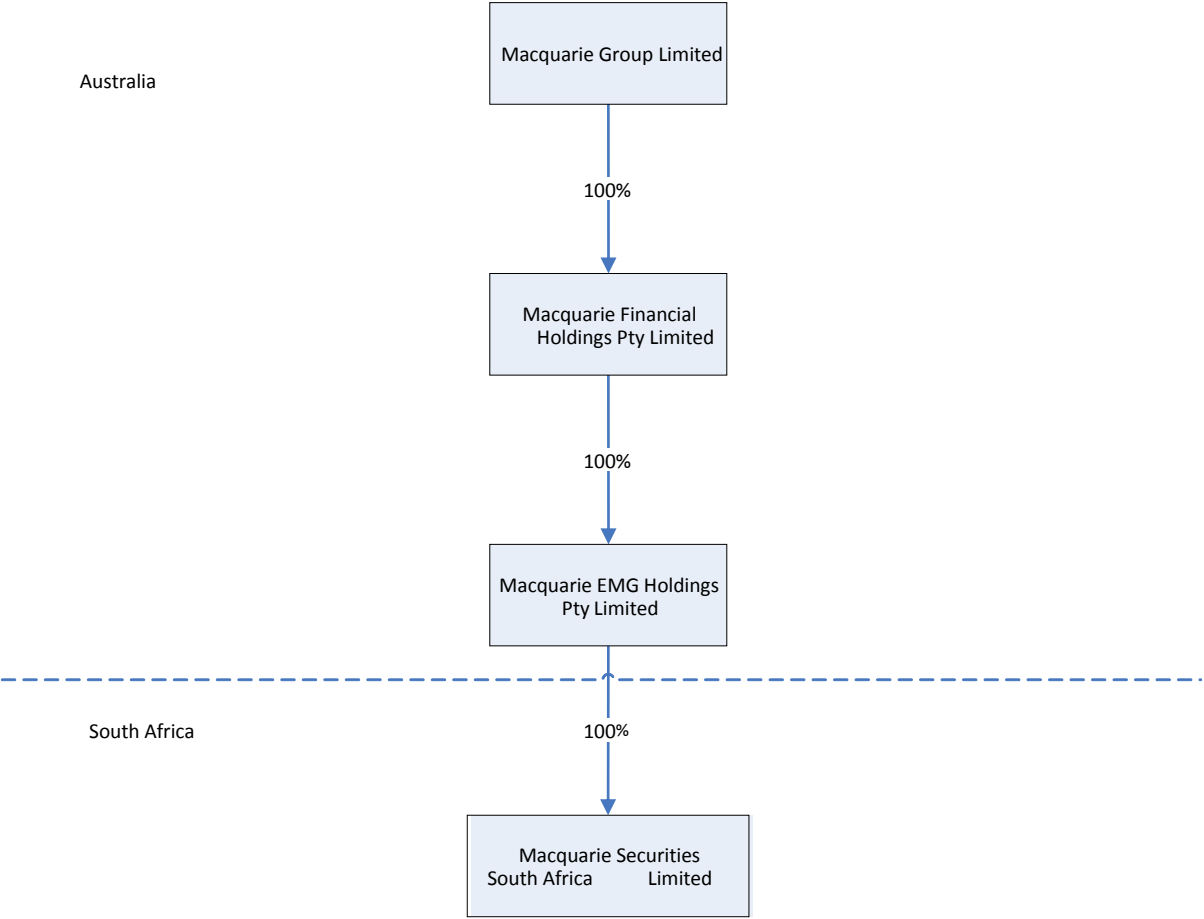 Macquarie Group Limited
Australia
100%
Macquarie Financial
Holdings Pty Limited
100%
Macquarie EMG Holdings
Pty Limited
South Africa
100%
Macquarie Securities
South Africa Limited